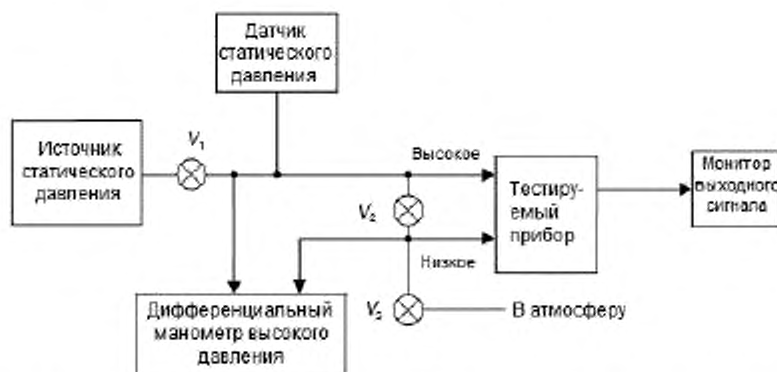 Датчик
статического
давления
Источник
статического
давления
V₁
Высокое
V₂
Низкое
Тестиру-
емый
прибор
Монитор
выходного
сигнала
Дифференциальный
манометр высокого
давления
V₃
В атмосферу